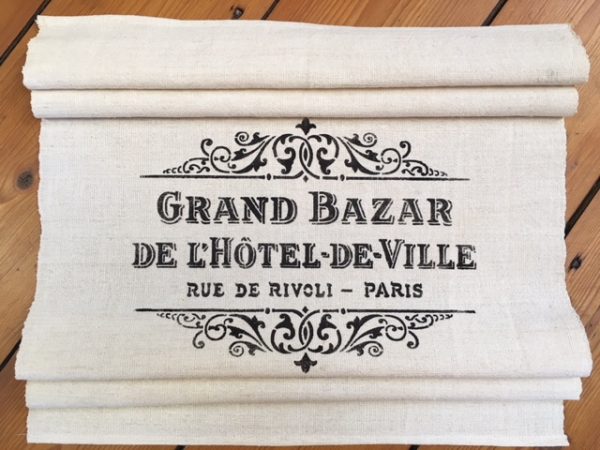 GRAND BAZAR
DE L'HÔTEL-DE-VILLE
RUE DE RIVOLI – PARIS